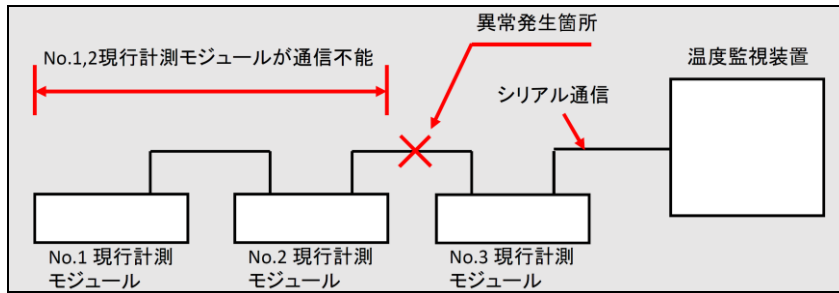 異常発生箇所
No.1,2現行計測モジュールが通信不能
温度監視装置
シリアル通信
No.1 現行計測
モジュール
No.2 現行計測
モジュール
No.3 現行計測
モジュール